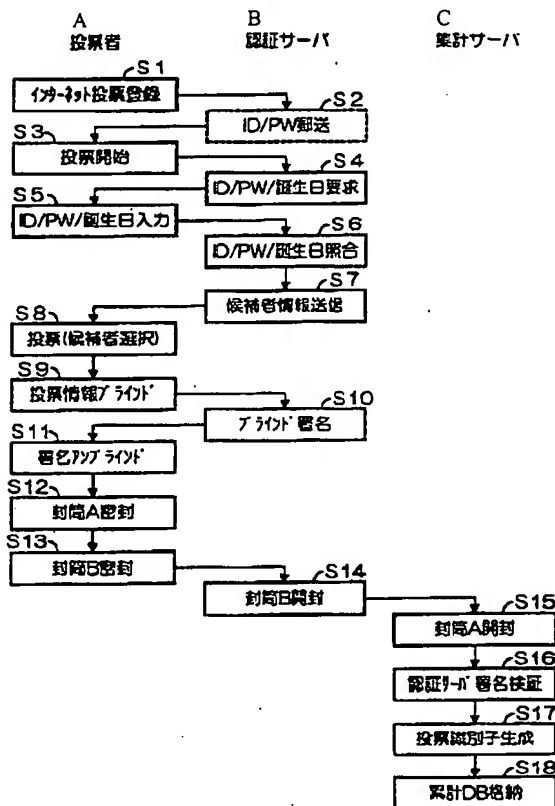 A B C
投票者 認証サーバ 集計サーバ
S1
インターネット投票登録
S2
ID/PW郵送
S3
投票開始
S4
ID/PW/誕生日要求
S5
ID/PW/誕生日入力
S6
ID/PW/誕生日照合
S7
候補者情報送信
S8
投票(候補者選択)
S9
投票情報ブラインド
S10
ブラインド署名
S11
署名アンブラインド
S12
封筒A密封
S13
封筒B密封
S14
封筒B開封
S15
封筒A開封
S16
認証サーバ署名検証
S17
投票識別子生成
S18
累計DB格納